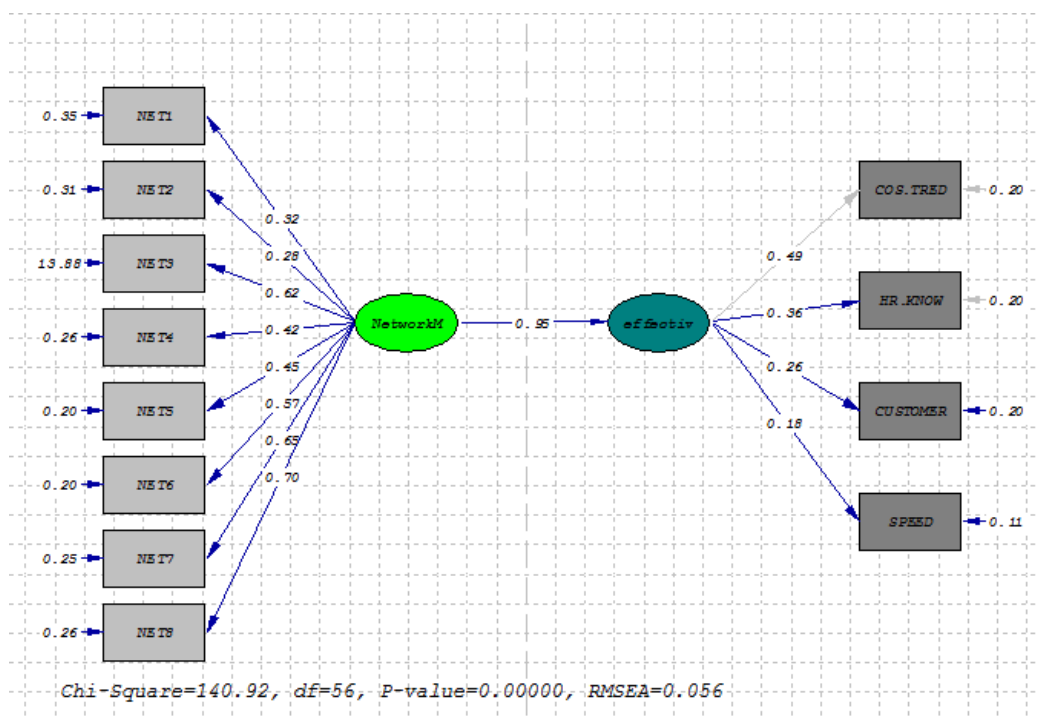 0.35 NET1
0.31 NET2
13.88 NET3
0.26 NET4
0.20 NET5
0.20 NET6
0.25 NET7
0.26 NET8
0.32
0.28
0.62
0.42
0.45
0.57
0.65
0.70
NetworkM
0.95
effectiv
0.49
0.36
0.26
0.18
COS.TRED 0.20
HR.KNOW 0.20
CUSTOMER 0.20
SPEED 0.11
Chi-Square=140.92, df=56, P-value=0.00000, RMSEA=0.056